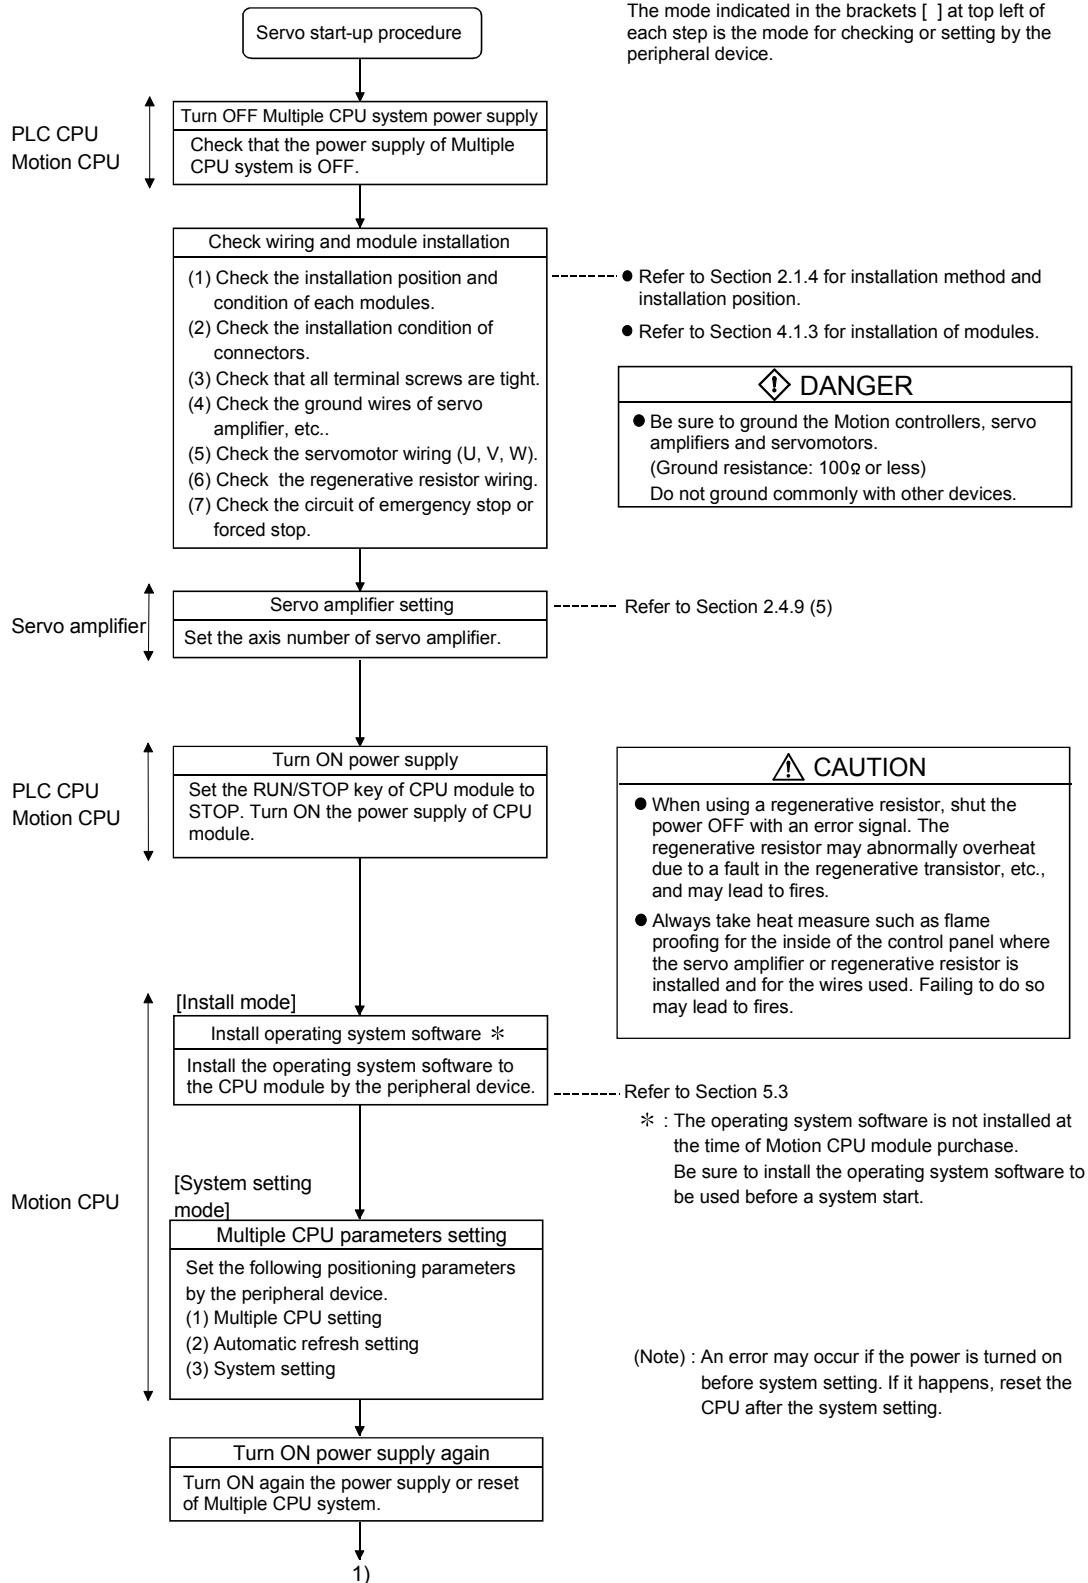 The mode indicated in the brackets [ ] at top left of
each step is the mode for checking or setting by the
peripheral device.
Servo start-up procedure
PLC CPU
Motion CPU
Turn OFF Multiple CPU system power supply
Check that the power supply of Multiple
CPU system is OFF.
Check wiring and module installation
(1) Check the installation position and
condition of each modules.
(2) Check the installation condition of
connectors.
(3) Check that all terminal screws are tight.
(4) Check the ground wires of servo
amplifier, etc..
(5) Check the servomotor wiring (U, V, W).
(6) Check the regenerative resistor wiring.
(7) Check the circuit of emergency stop or
forced stop.
● Refer to Section 2.1.4 for installation method and
installation position.
● Refer to Section 4.1.3 for installation of modules.
DANGER
● Be sure to ground the Motion controllers, servo
amplifiers and servomotors.
(Ground resistance: 100Ω or less)
Do not ground commonly with other devices.
Servo amplifier
Servo amplifier setting
Set the axis number of servo amplifier.
Refer to Section 2.4.9 (5)
PLC CPU
Motion CPU
Turn ON power supply
Set the RUN/STOP key of CPU module to
STOP. Turn ON the power supply of CPU
module.
CAUTION
● When using a regenerative resistor, shut the
power OFF with an error signal. The
regenerative resistor may abnormally overheat
due to a fault in the regenerative transistor, etc.,
and may lead to fires.
● Always take heat measure such as flame
proofing for the inside of the control panel where
the servo amplifier or regenerative resistor is
installed and for the wires used. Failing to do so
may lead to fires.
Motion CPU
[Install mode]
Install operating system software ＊
Install the operating system software to
the CPU module by the peripheral device.
Refer to Section 5.3
＊ : The operating system software is not installed at
the time of Motion CPU module purchase.
Be sure to install the operating system software to
be used before a system start.
[System setting
mode]
Multiple CPU parameters setting
Set the following positioning parameters
by the peripheral device.
(1) Multiple CPU setting
(2) Automatic refresh setting
(3) System setting
(Note) : An error may occur if the power is turned on
before system setting. If it happens, reset the
CPU after the system setting.
Turn ON power supply again
Turn ON again the power supply or reset
of Multiple CPU system.
1)